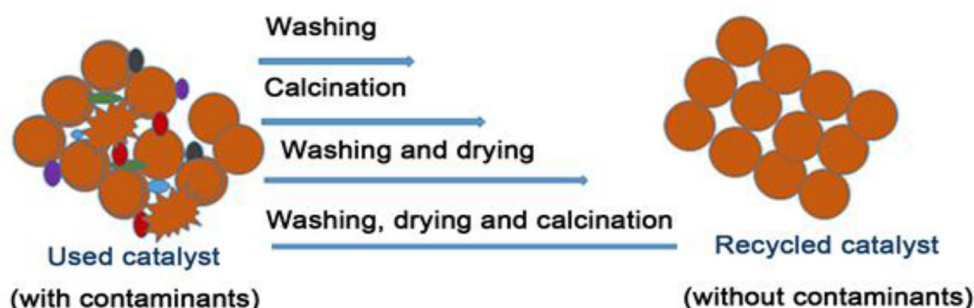 Washing
Calcination
Washing and drying
Washing, drying and calcination
Used catalyst
(with contaminants)
Recycled catalyst
(without contaminants)